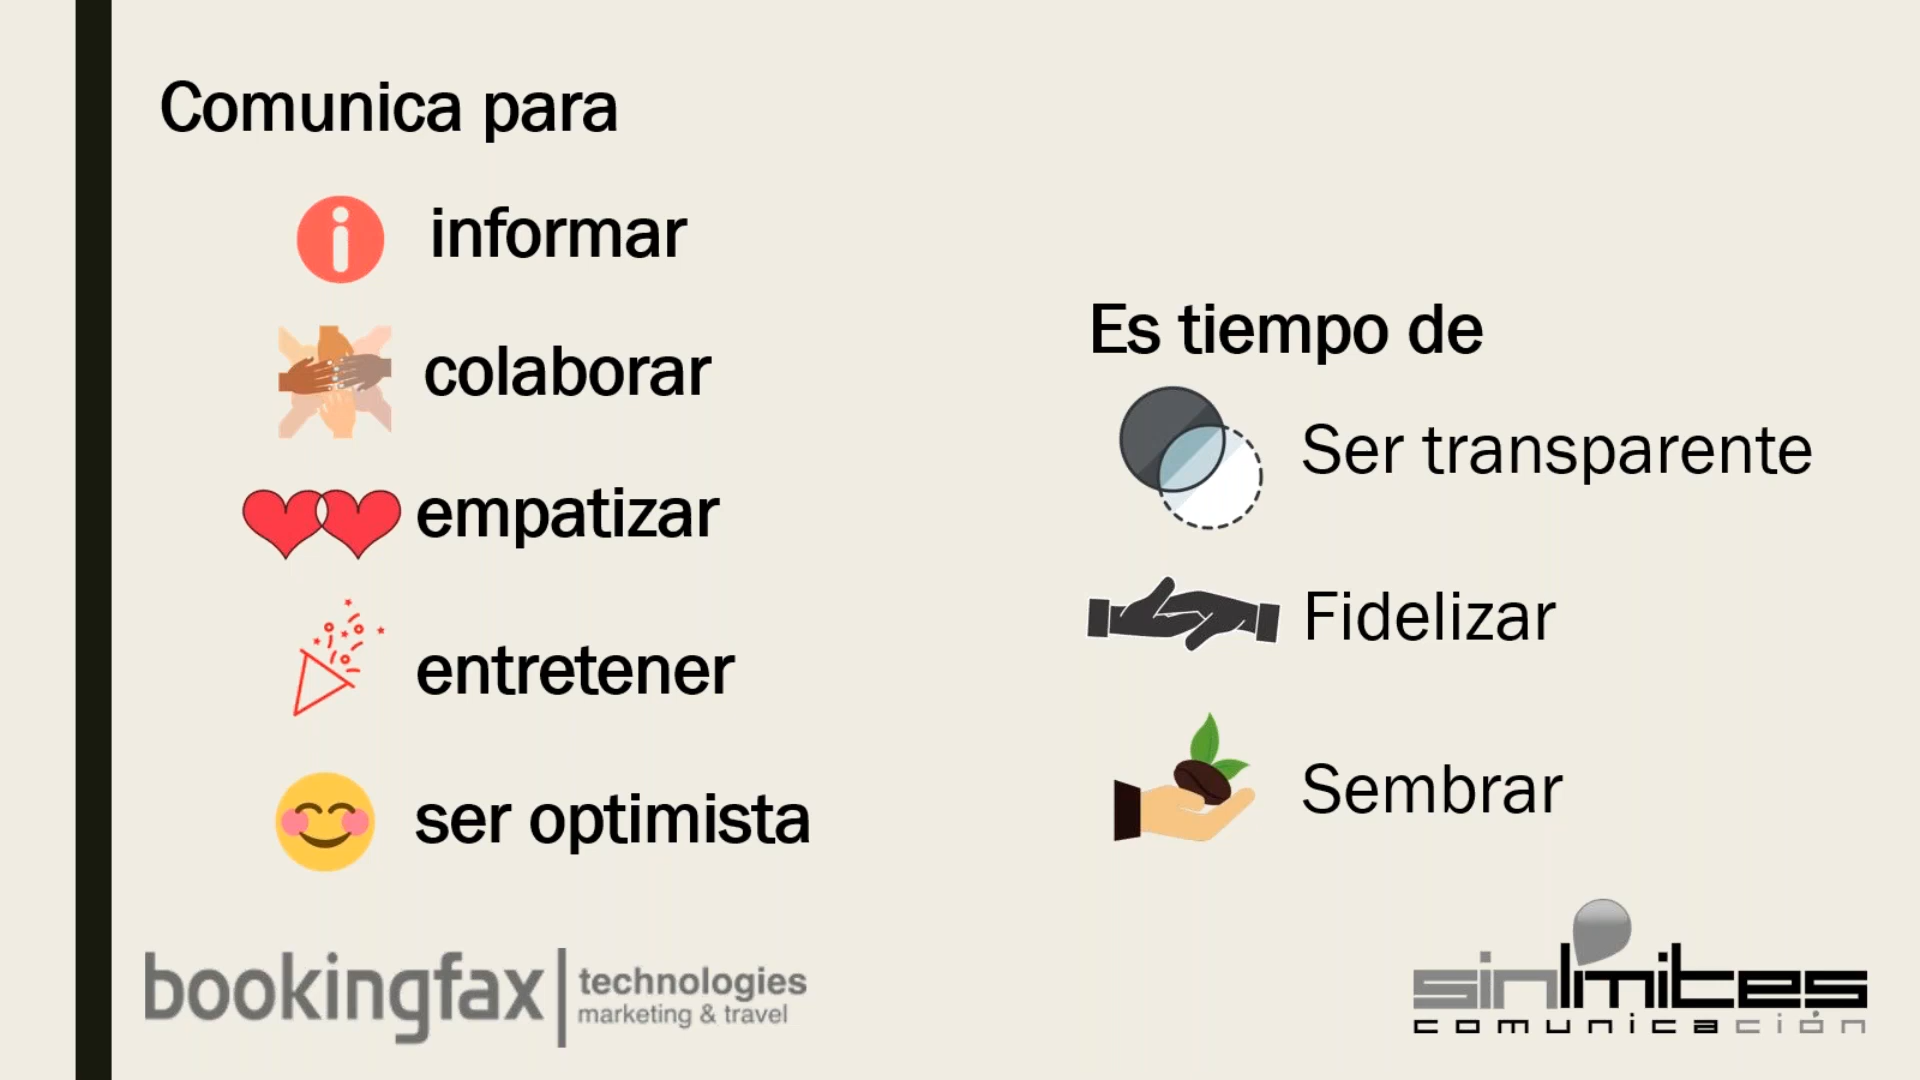 Comunica para
informar
colaborar
empatizar
entretener
ser optimista
Es tiempo de
Ser transparente
Fidelizar
Sembrar
bookingfax
technologies
marketing & travel
sinlimites
comunicación